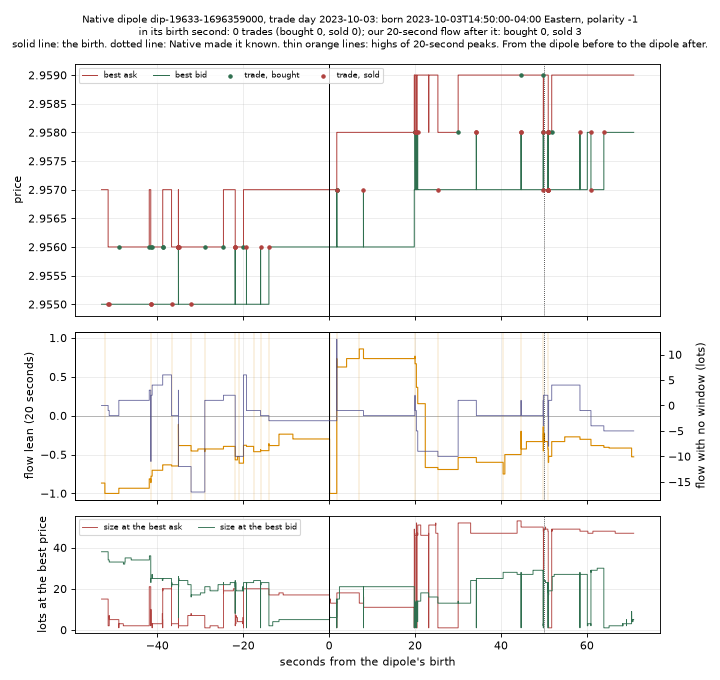 Native dipole dip-19633-1696359000, trade day 2023-10-03: born 2023-10-03T14:50:00-04:00 Eastern, polarity -1
in its birth second: 0 trades (bought 0, sold 0); our 20-second flow after it: bought 0, sold 3
solid line: the birth. dotted line: Native made it known. thin orange lines: highs of 20-second peaks. From the dipole before to the dipole after.
best ask
best bid
trade, bought
trade, sold
2.9590
2.9585
2.9580
2.9575
2.9570
2.9565
2.9560
2.9555
2.9550
price
1.0
0.5
0.0
−0.5
−1.0
flow lean (20 seconds)
10
5
0
−5
−10
−15
flow with no window (lots)
size at the best ask
size at the best bid
40
20
0
lots at the best price
−40
−20
0
20
40
60
seconds from the dipole's birth